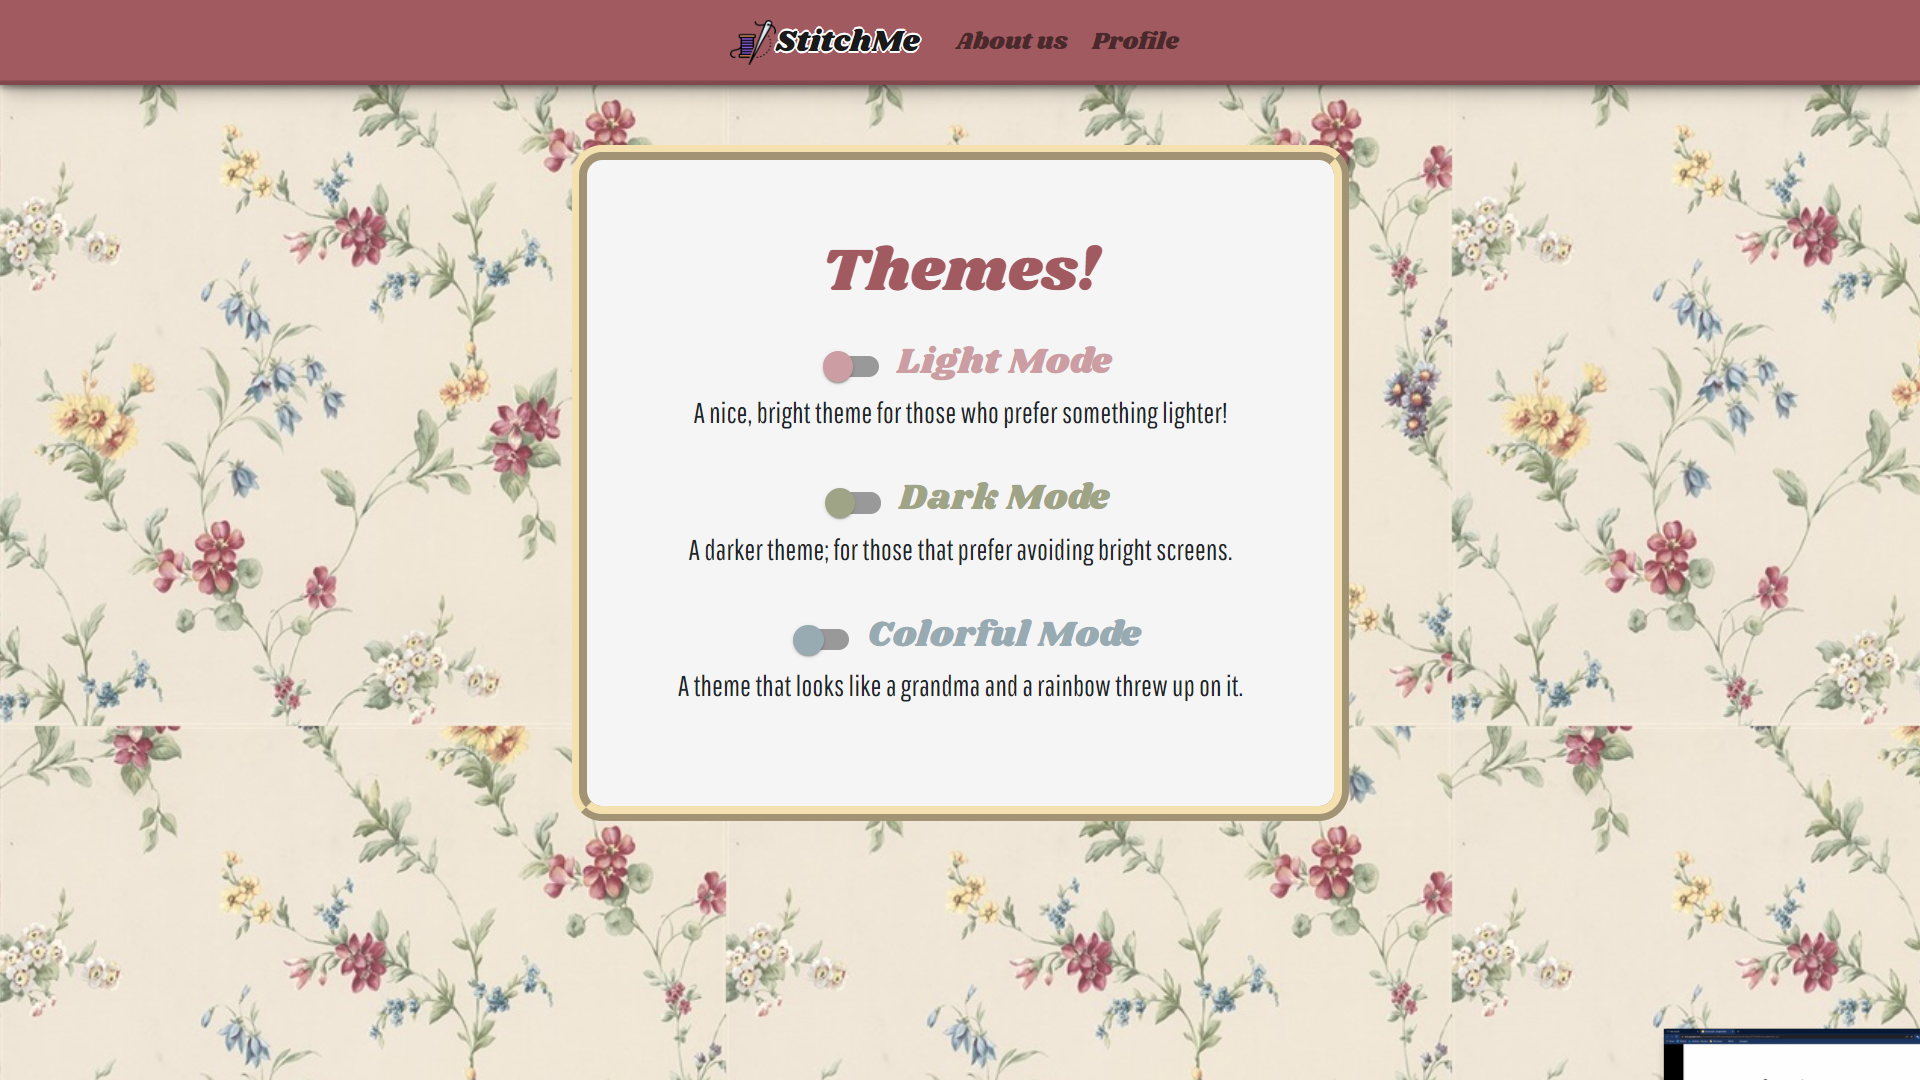 StitchMe About us Profile
Themes!
Light Mode
A nice, bright theme for those who prefer something lighter!
Dark Mode
A darker theme; for those that prefer avoiding bright screens.
Colorful Mode
A theme that looks like a grandma and a rainbow threw up on it.